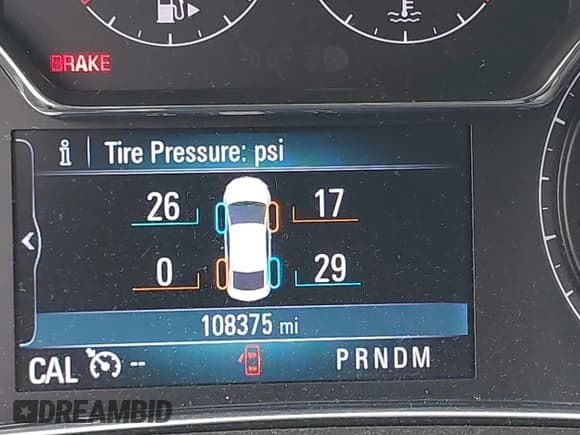 BRAKE
i Tire Pressure: psi
26 17
0 29
108375 mi
CAL -- PRNDM
DREAMBID